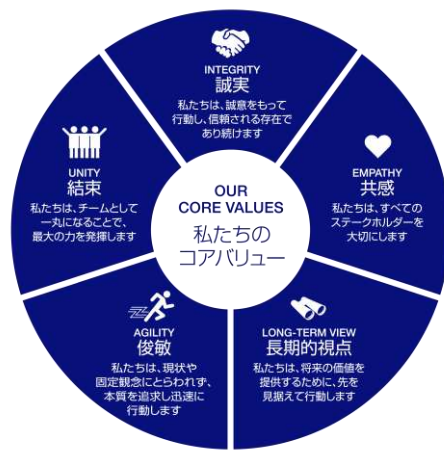 INTEGRITY
誠実
私たちは、誠意をもって
行動し、信頼される存在で
あり続けます
EMPATHY
共感
私たちは、すべての
ステークホルダーを
大切にします
LONG-TERM VIEW
長期的視点
私たちは、将来の価値を
提供するために、先を
見据えて行動します
AGILITY
俊敏
私たちは、現状や
固定観念にとらわれず、
本質を追求し迅速に
行動します
UNITY
結束
私たちは、チームとして
一丸になることで、
最大の力を発揮します
OUR
CORE VALUES
私たちの
コアバリュー